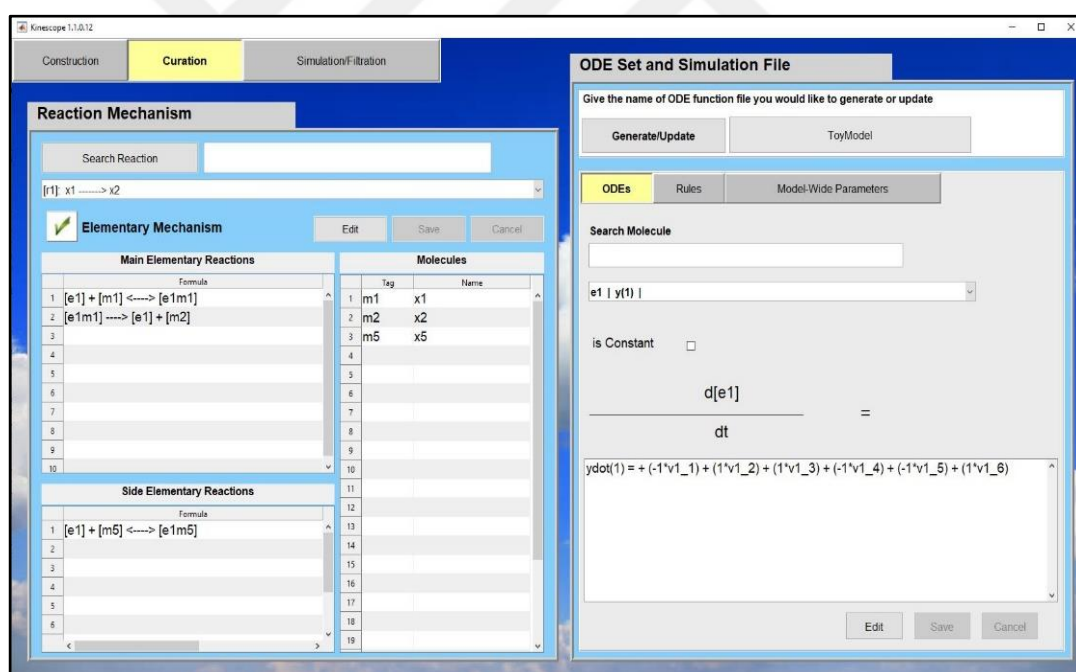 Kinescope 1.1.0.12
Construction Curation Simulation/Filtration
Reaction Mechanism
Search Reaction
[r1]: x1 -------> x2
Elementary Mechanism Edit Save Cancel
Main Elementary Reactions
Formula
1 [e1] + [m1] <----> [e1m1]
2 [e1m1] ----> [e1] + [m2]
3
4
5
6
7
8
9
10
Side Elementary Reactions
Formula
1 [e1] + [m5] <----> [e1m5]
2
3
4
5
6
Molecules
Tag Name
1 m1 x1
2 m2 x2
3 m5 x5
4
5
6
7
8
9
10
11
12
13
14
15
16
17
18
19
ODE Set and Simulation File
Give the name of ODE function file you would like to generate or update
Generate/Update ToyModel
ODEs Rules Model-Wide Parameters
Search Molecule
e1 | y(1) |
is Constant
d[e1]
=
dt
ydot(1) = + (-1*v1_1) + (1*v1_2) + (1*v1_3) + (-1*v1_4) + (-1*v1_5) + (1*v1_6)
Edit Save Cancel